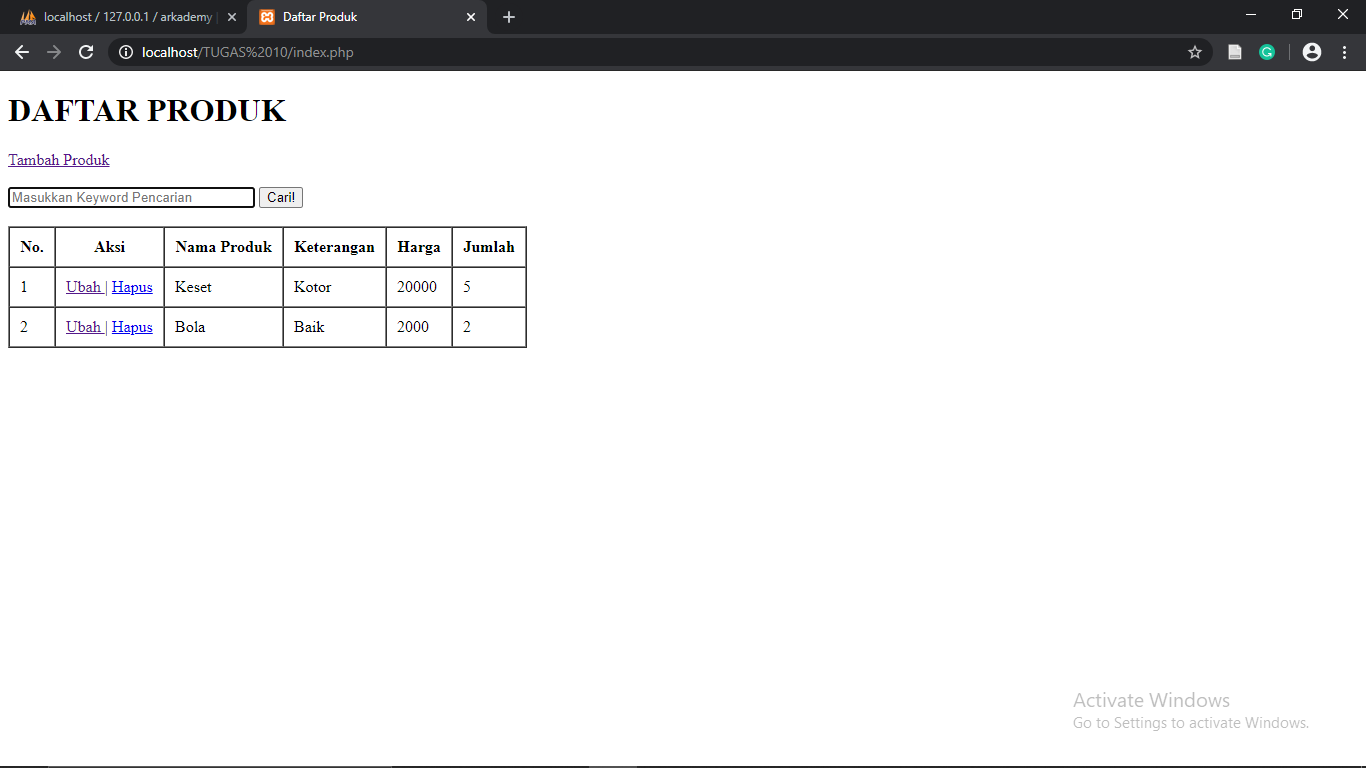 localhost / 127.0.0.1 / arkademy
Daftar Produk
localhost/TUGAS%2010/index.php
DAFTAR PRODUK
Tambah Produk
Masukkan Keyword Pencarian Cari!
No. Aksi Nama Produk Keterangan Harga Jumlah
1 Ubah | Hapus Keset Kotor 20000 5
2 Ubah | Hapus Bola Baik 2000 2
Activate Windows
Go to Settings to activate Windows.